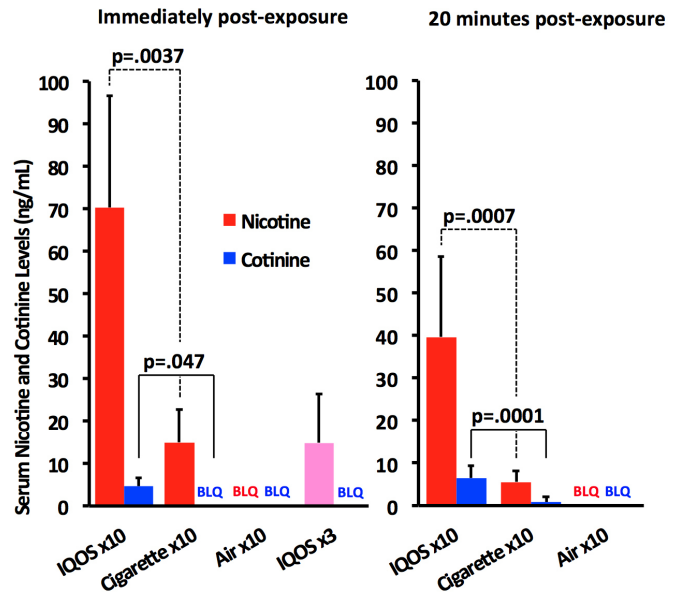 Immediately post-exposure
20 minutes post-exposure
Serum Nicotine and Cotinine Levels (ng/mL)
p=.0037
100
90
80
70
60
50
40
30
20
10
0
Nicotine
Cotinine
p=.047
BLQ
BLQ
BLQ
BLQ
IQOS x10
Cigarette x10
Air x10
IQOS x3
100
90
80
70
60
50
40
30
20
10
0
p=.0007
p=.0001
BLQ
BLQ
IQOS x10
Cigarette x10
Air x10